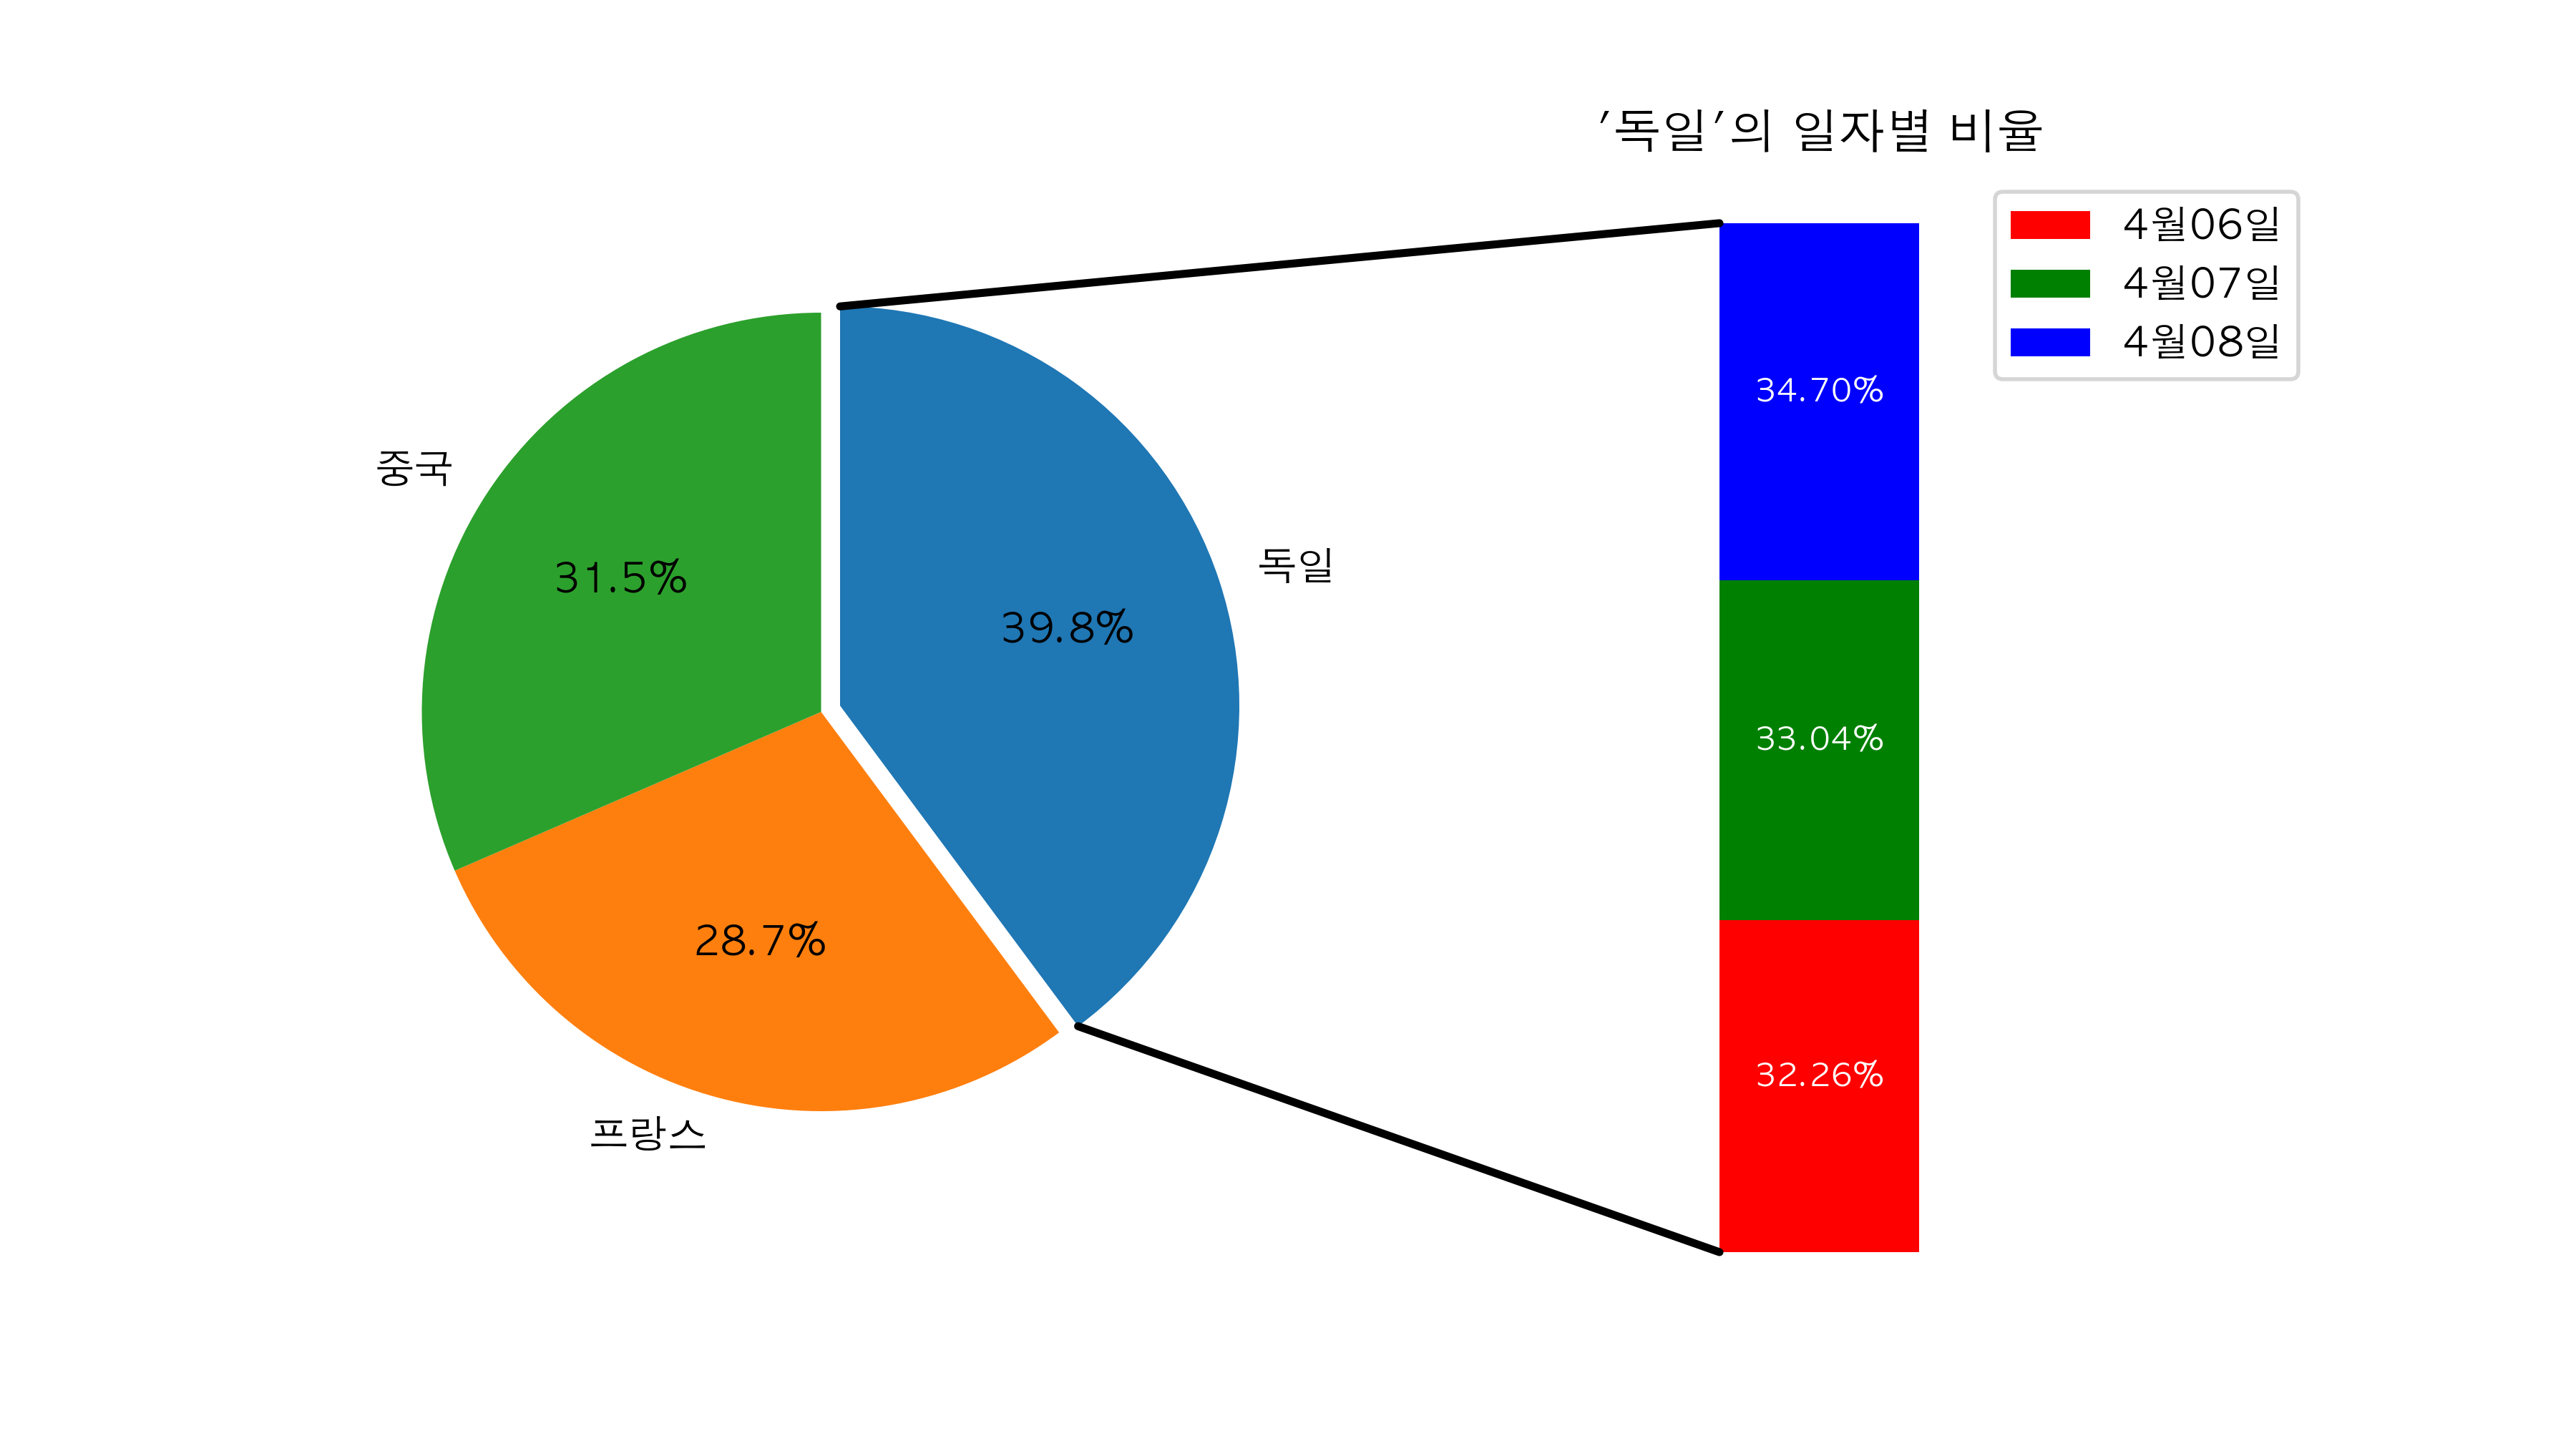 '독일'의 일자별 비율
4월06일
4월07일
4월08일
34.70%
중국
독일
31.5%
39.8%
33.04%
28.7%
32.26%
프랑스